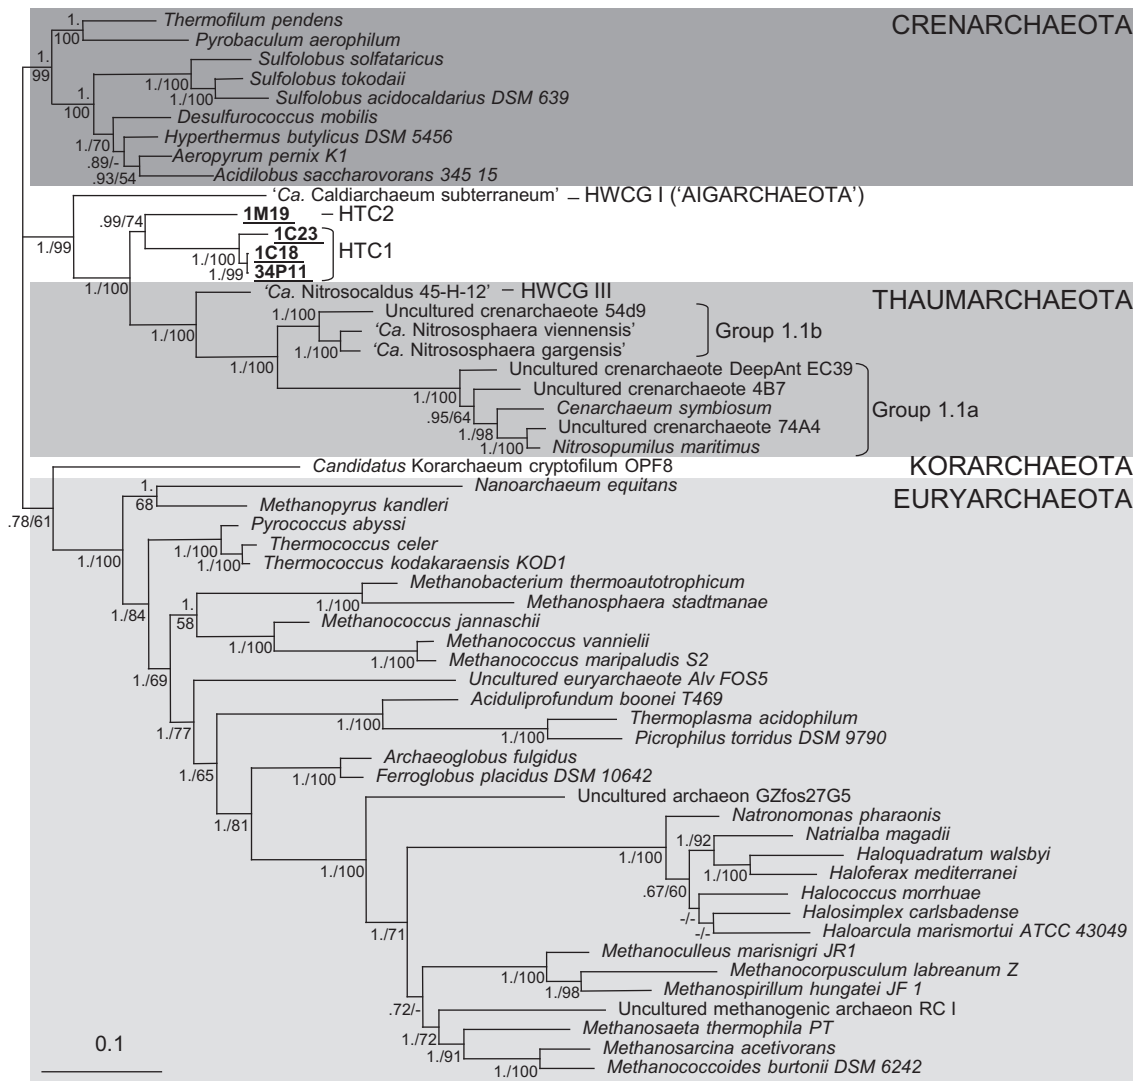 1. Thermofilum pendens CRENARCHAEOTA
100
Pyrobaculum aerophilum
1.
99
Sulfolobus solfataricus
1./100 Sulfolobus tokodaii
1./100 Sulfolobus acidocaldarius DSM 639
1.
100
Desulfurococcus mobilis
1./70 Hyperthermus butylicus DSM 5456
.89/- Aeropyrum pernix K1
.93/54 Acidilobus saccharovorans 345 15
'Ca. Caldiarchaeum subterraneum' – HWCG I ('AIGARCHAEOTA')
.99/74 1M19 – HTC2
1./99
1C23
1./100 1C18 HTC1
1./99 34P11
1./100
'Ca. Nitrosocaldus 45-H-12' – HWCG III THAUMARCHAEOTA
1./100 Uncultured crenarchaeote 54d9
1./100 'Ca. Nitrososphaera viennensis' Group 1.1b
1./100 'Ca. Nitrososphaera gargensis'
1./100
Uncultured crenarchaeote DeepAnt EC39
1./100 Uncultured crenarchaeote 4B7
.95/64 Cenarchaeum symbiosum Group 1.1a
1./98 Uncultured crenarchaeote 74A4
1./100 Nitrosopumilus maritimus
Candidatus Korarchaeum cryptofilum OPF8 KORARCHAEOTA
1. Nanoarchaeum equitans EURYARCHAEOTA
68
Methanopyrus kandleri
.78/61
Pyrococcus abyssi
1./100 Thermococcus celer
1./100 Thermococcus kodakaraensis KOD1
1./100
Methanobacterium thermoautotrophicum
1./100 Methanosphaera stadtmanae
1./84
1.
58
Methanococcus jannaschii
1./100 Methanococcus vannielii
1./100 Methanococcus maripaludis S2
1./69
Uncultured euryarchaeote Alv FOS5
Aciduliprofundum boonei T469
1./77
1./100 Thermoplasma acidophilum
1./100 Picrophilus torridus DSM 9790
1./65
Archaeoglobus fulgidus
1./100 Ferroglobus placidus DSM 10642
1./81
Uncultured archaeon GZfos27G5
Natronomonas pharaonis
1./92 Natrialba magadii
1./100
Haloquadratum walsbyi
1./100 Haloferax mediterranei
1./100
.67/60 Halococcus morrhuae
-/- Halosimplex carlsbadense
-/- Haloarcula marismortui ATCC 43049
1./71
Methanoculleus marisnigri JR1
1./100 Methanocorpusculum labreanum Z
1./98 Methanospirillum hungatei JF 1
.72/- Uncultured methanogenic archaeon RC I
1./72 Methanosaeta thermophila PT
0.1
1./91 Methanosarcina acetivorans
1./100 Methanococcoides burtonii DSM 6242